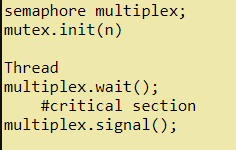 semaphore multiplex;
mutex.init(n)
Thread
multiplex.wait();
#critical section
multiplex.signal();